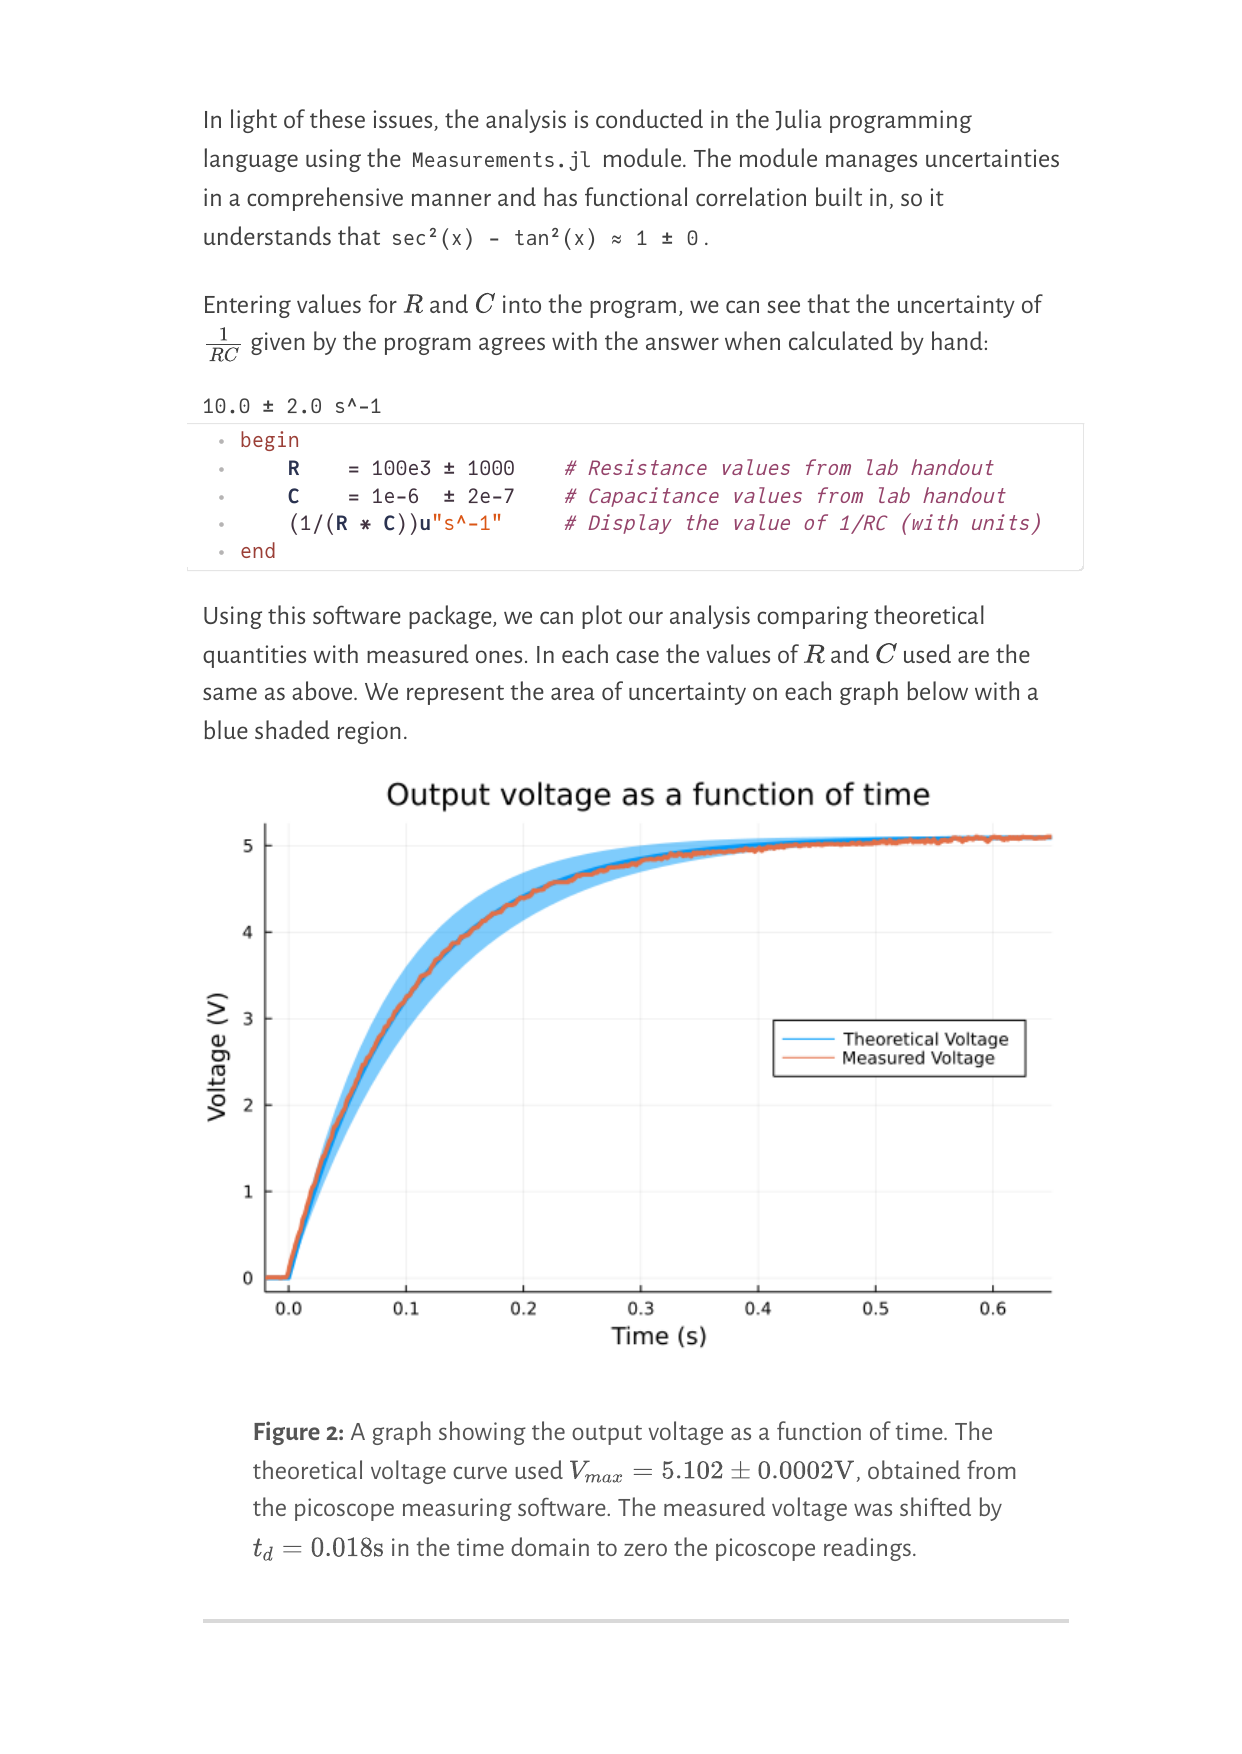 In light of these issues, the analysis is conducted in the Julia programming
language using the Measurements.jl module. The module manages uncertainties
in a comprehensive manner and has functional correlation built in, so it
understands that sec²(x) - tan²(x) ≈ 1 ± 0.
Entering values for R and C into the program, we can see that the uncertainty of
1/RC given by the program agrees with the answer when calculated by hand:
10.0 ± 2.0 s^-1
begin
R = 100e3 ± 1000 # Resistance values from lab handout
C = 1e-6 ± 2e-7 # Capacitance values from lab handout
(1/(R * C))u"s^-1" # Display the value of 1/RC (with units)
end
Using this software package, we can plot our analysis comparing theoretical
quantities with measured ones. In each case the values of R and C used are the
same as above. We represent the area of uncertainty on each graph below with a
blue shaded region.
Output voltage as a function of time
5
4
3
2
1
0
Voltage (V)
Theoretical Voltage
Measured Voltage
0.0 0.1 0.2 0.3 0.4 0.5 0.6
Time (s)
Figure 2: A graph showing the output voltage as a function of time. The
theoretical voltage curve used Vmax = 5.102 ± 0.0002V, obtained from
the picoscope measuring software. The measured voltage was shifted by
td = 0.018s in the time domain to zero the picoscope readings.